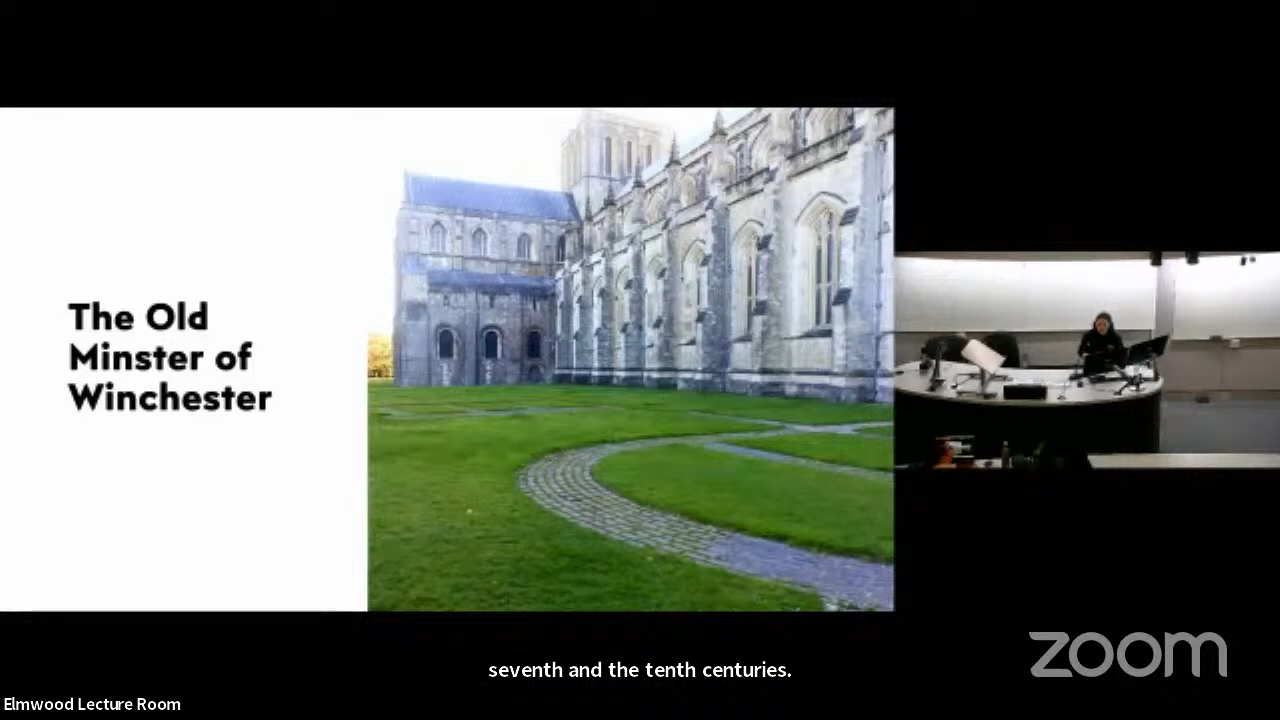 The Old
Minster of
Winchester
seventh and the tenth centuries.
zoom
Elmwood Lecture Room